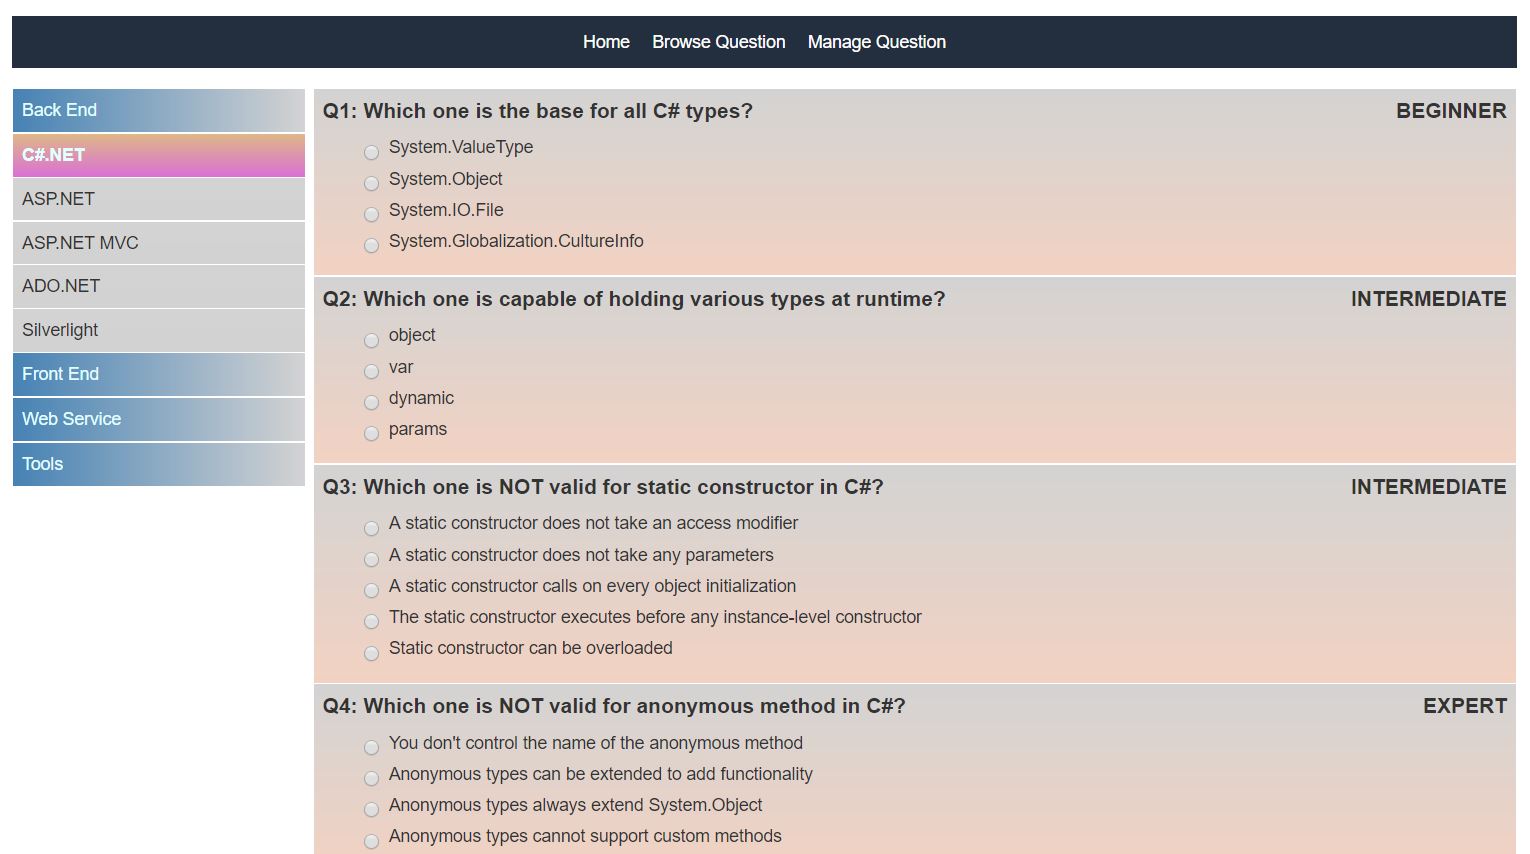 Home Browse Question Manage Question
Back End
C#.NET
ASP.NET
ASP.NET MVC
ADO.NET
Silverlight
Front End
Web Service
Tools
Q1: Which one is the base for all C# types? BEGINNER
System.ValueType
System.Object
System.IO.File
System.Globalization.CultureInfo
Q2: Which one is capable of holding various types at runtime? INTERMEDIATE
object
var
dynamic
params
Q3: Which one is NOT valid for static constructor in C#? INTERMEDIATE
A static constructor does not take an access modifier
A static constructor does not take any parameters
A static constructor calls on every object initialization
The static constructor executes before any instance-level constructor
Static constructor can be overloaded
Q4: Which one is NOT valid for anonymous method in C#? EXPERT
You don't control the name of the anonymous method
Anonymous types can be extended to add functionality
Anonymous types always extend System.Object
Anonymous types cannot support custom methods